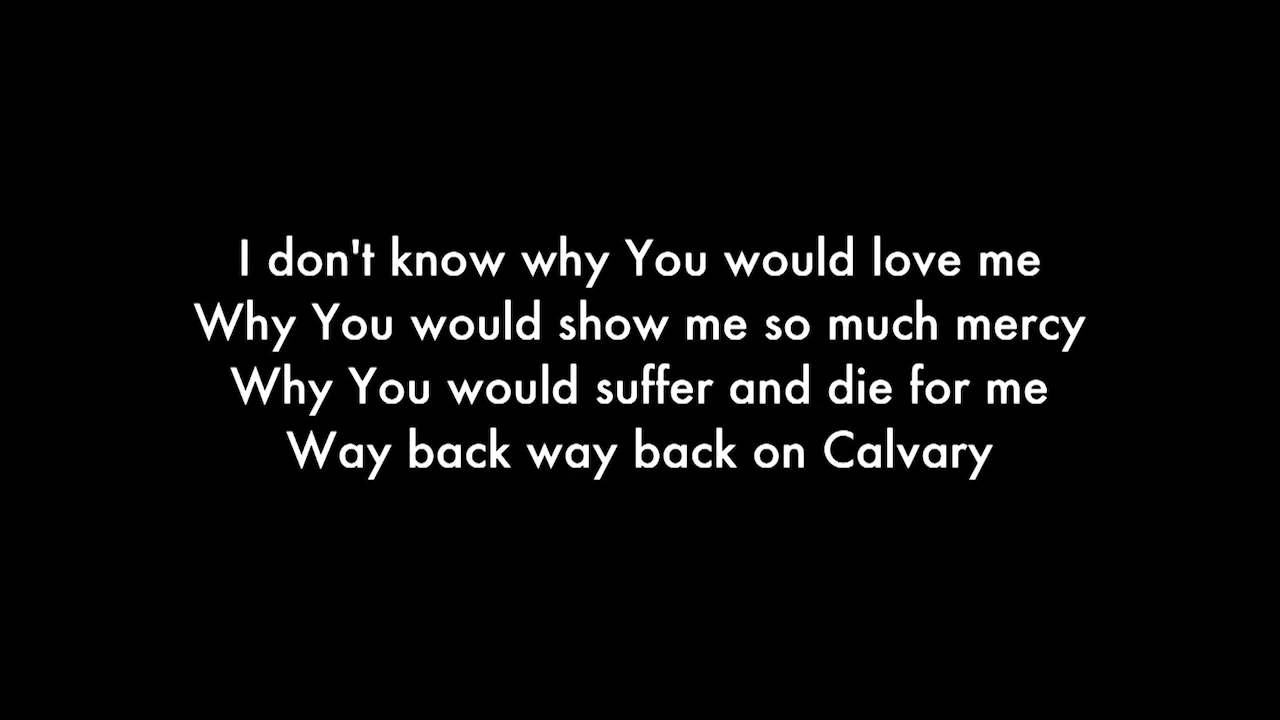 I don't know why You would love me
Why You would show me so much mercy
Why You would suffer and die for me
Way back way back on Calvary